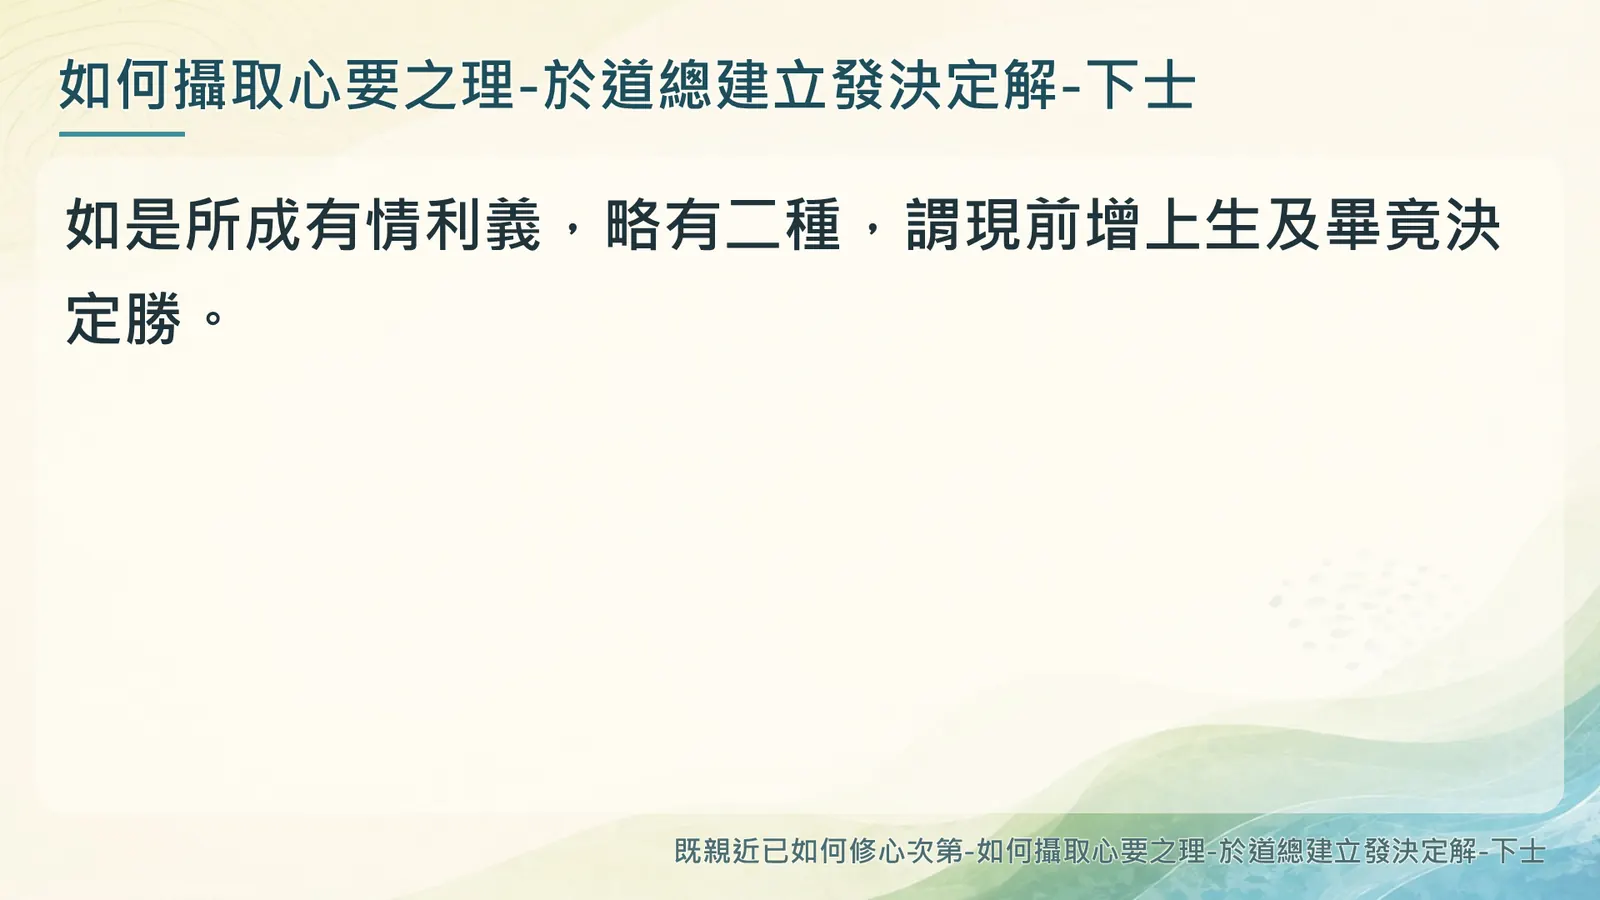 如何攝取心要之理-於道總建立發決定解-下士
如是所成有情利義，略有二種，謂現前增上生及畢竟決
定勝。
既親近已如何修心次第-如何攝取心要之理-於道總建立發決定解-下士